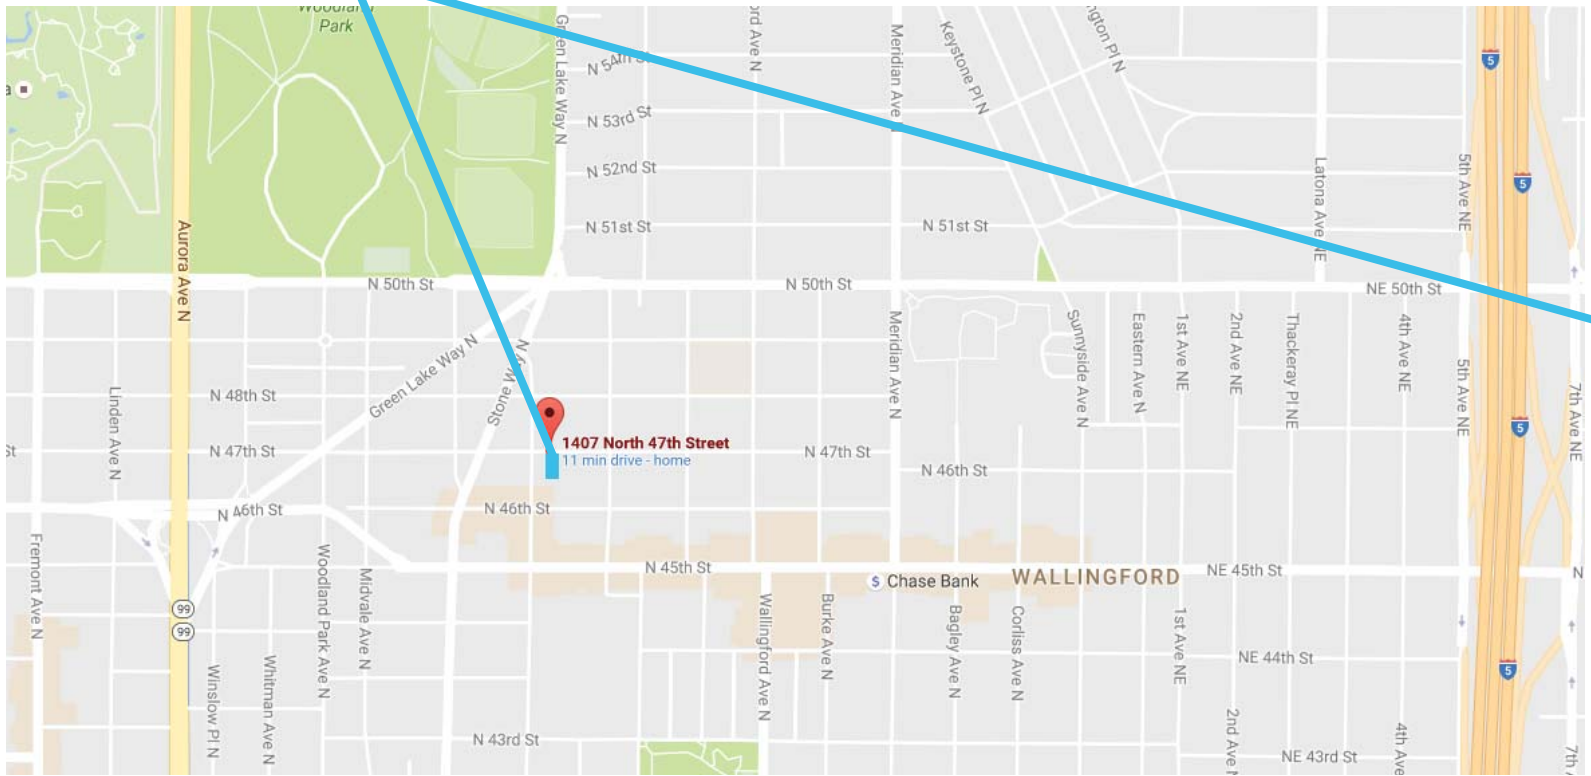 Woodland
Park
Green Lake Way N
N 54th St
ord Ave N
Meridian Ave N
Keystone Pl N
ngton Pl N
5
a
N 53rd St
N 52nd St
Latona Ave NE
5th Ave NE
5
Aurora Ave N
N 51st St
N 51st St
N 50th St
N 50th St
NE 50th St
Meridian Ave N
Sunnyside Ave N
Eastern Ave N
1st Ave NE
2nd Ave NE
Thackeray Pl NE
4th Ave NE
5th Ave NE
7th Ave NE
Green Lake Way N
Stone Way N
Linden Ave N
N 48th St
5
1407 North 47th Street
11 min drive - home
St
N 47th St
N 47th St
N 46th St
N 46th St
N 46th St
Fremont Ave N
Woodland Park Ave N
Midvale Ave N
N 45th St
$
Chase Bank
WALLINGFORD
NE 45th St
N
99
99
Wallingford Ave N
Burke Ave N
Bagley Ave N
Corliss Ave N
1st Ave NE
Winslow Pl N
Whitman Ave N
NE 44th St
5
2nd Ave N
4th Ave
7th A
N 43rd St
NE 43rd St